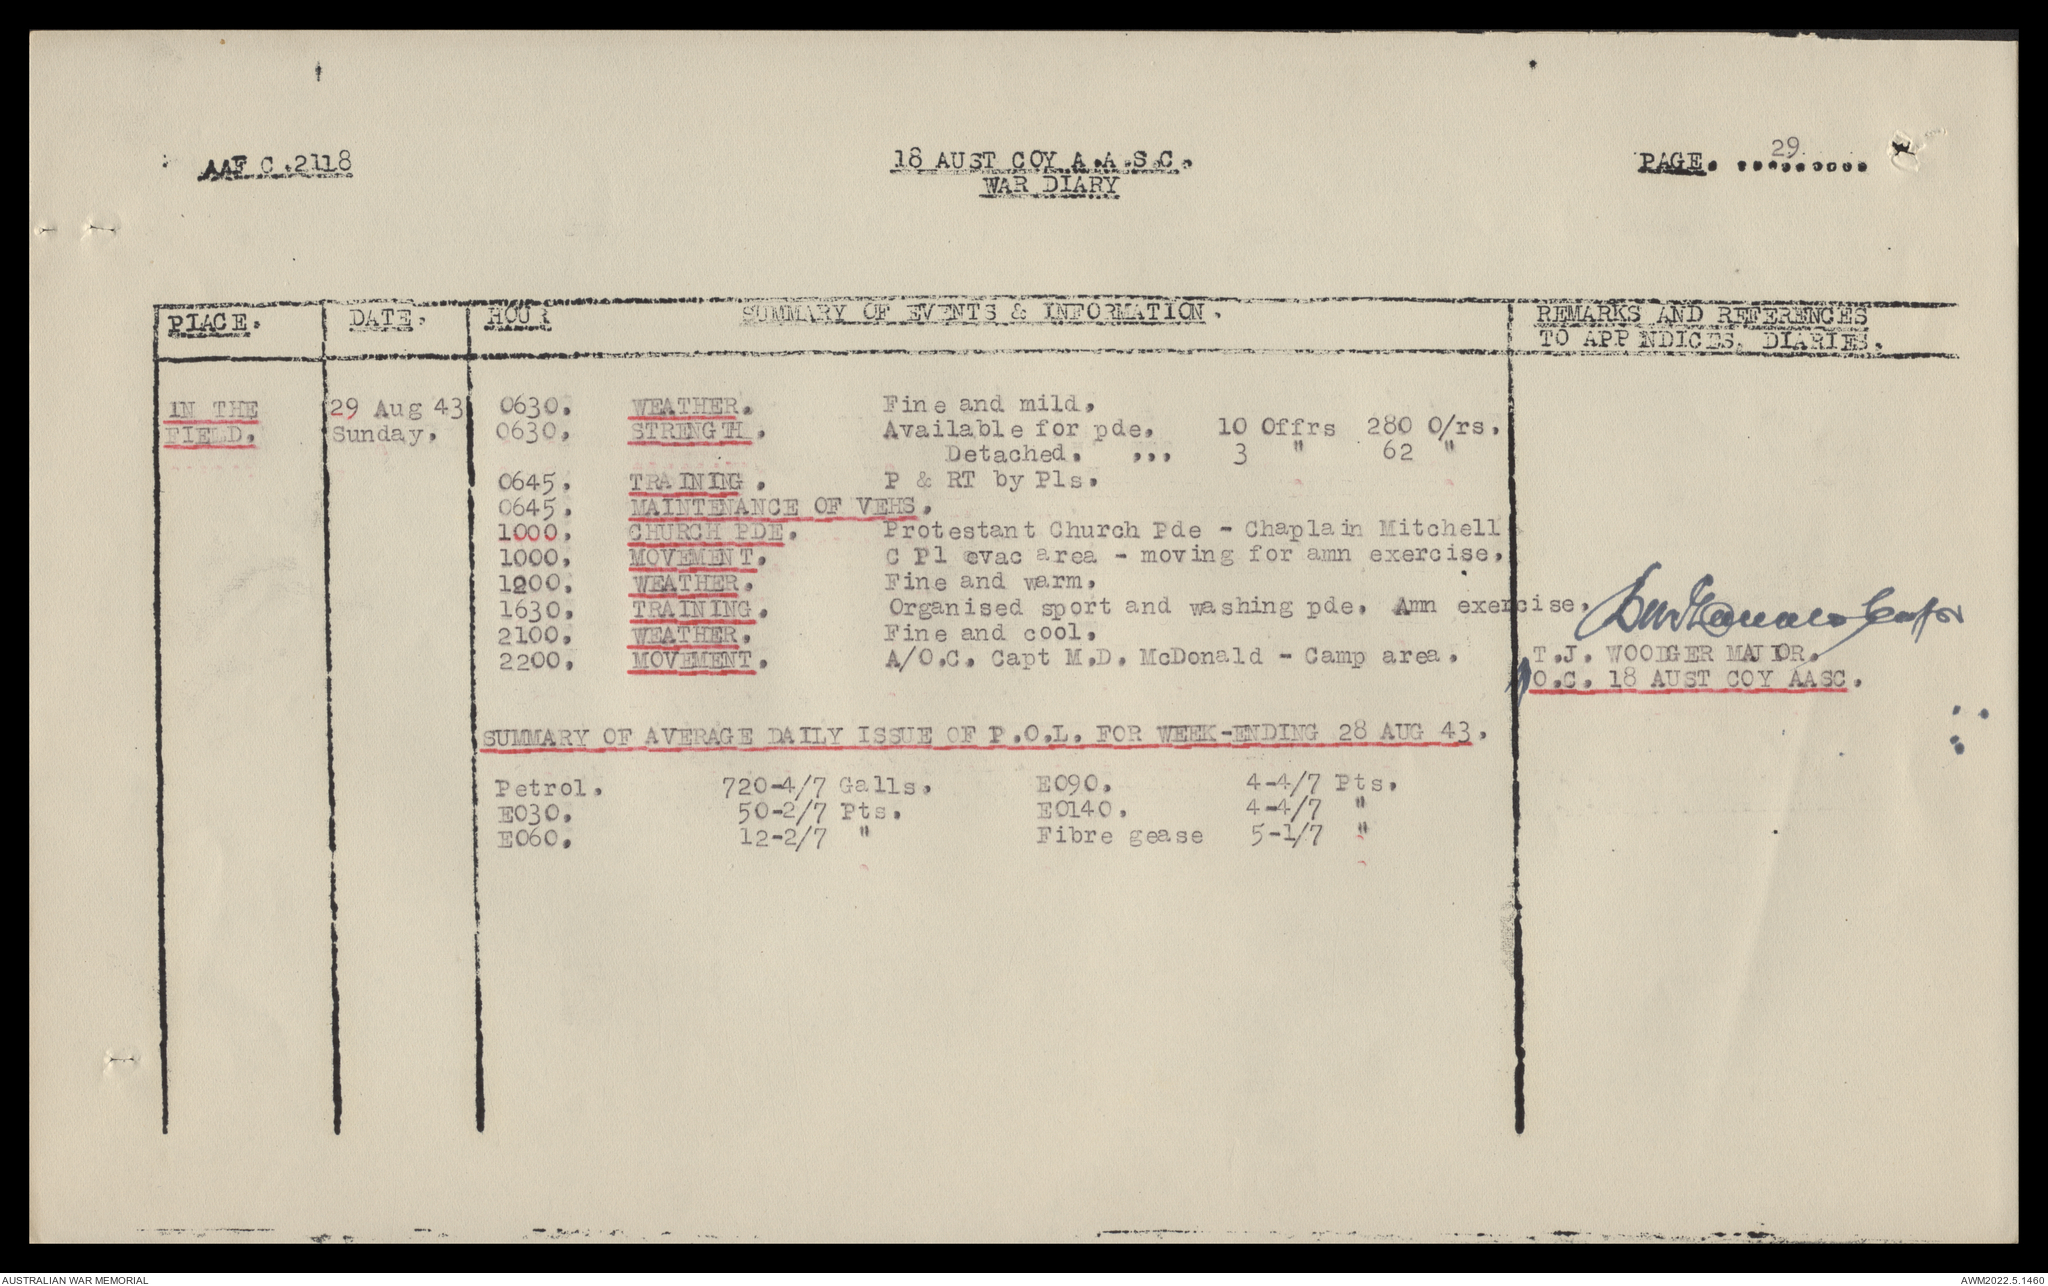 AAF C.2118
18 AUST COY A.A.S.C.
WAR DIARY
PAGE. 29
PLACE. DATE. HOUR SUMMARY OF EVENTS & INFORMATION. REMARKS AND REFERENCES
TO APPENDICES, DIARIES.
IN THE 29 Aug 43 0630. WEATHER. Fine and mild.
FIELD. Sunday. 0630. STRENGTH. Available for pde. 10 Offrs 280 O/rs.
Detached. ,,, 3 " 62 "
0645. TRAINING. P & RT by Pls.
0645. MAINTENANCE OF VEHS.
1000. CHURCH PDE. Protestant Church Pde - Chaplain Mitchell
1000. MOVEMENT. C Pl evac area - moving for amn exercise.
1200. WEATHER. Fine and warm.
1630. TRAINING. Organised sport and washing pde. Amn exercise.
2100. WEATHER. Fine and cool.
2200. MOVEMENT. A/O.C. Capt M.D. McDonald - Camp area.
T.J. WOODGER MAJOR.
O.C. 18 AUST COY AASC.
SUMMARY OF AVERAGE DAILY ISSUE OF P.O.L. FOR WEEK-ENDING 28 AUG 43.
Petrol. 720-4/7 Galls. E090. 4-4/7 Pts.
E030. 50-2/7 Pts. E0140. 4-4/7 "
E060. 12-2/7 " Fibre gease 5-1/7 "
AUSTRALIAN WAR MEMORIAL
AWM2022.5.1460